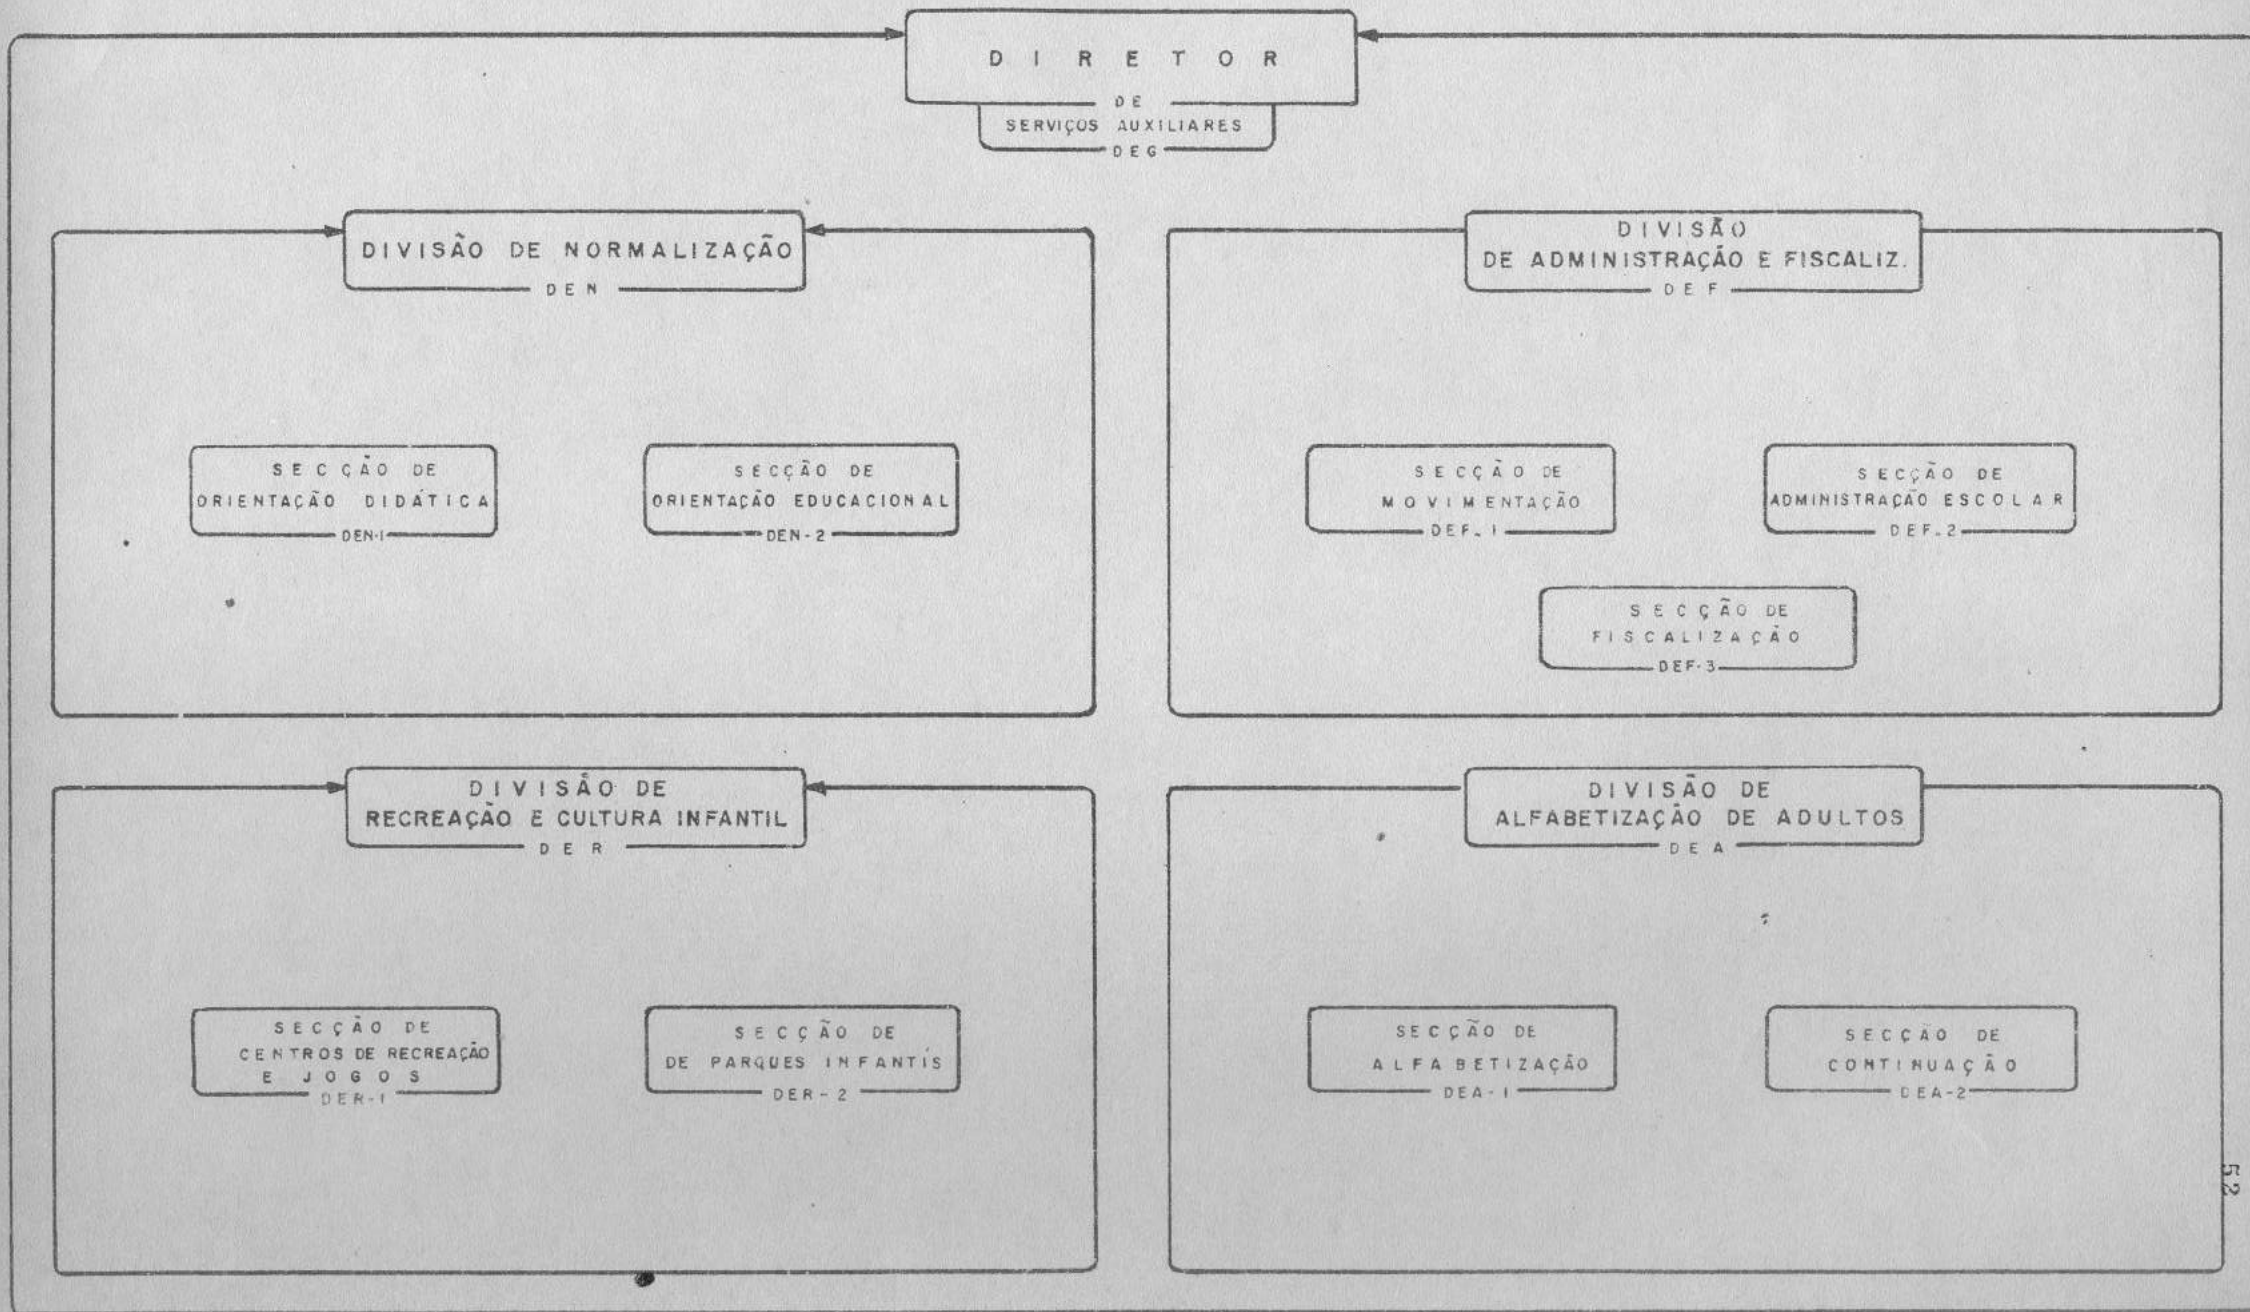 DIRETOR
DE
SERVIÇOS AUXILIARES
DEG
DIVISÃO DE NORMALIZAÇÃO
DEN
SECÇÃO DE
ORIENTAÇÃO DIDÁTICA
DEN-1
SECÇÃO DE
ORIENTAÇÃO EDUCACIONAL
DEN-2
DIVISÃO
DE ADMINISTRAÇÃO E FISCALIZ.
DEF
SECÇÃO DE
MOVIMENTAÇÃO
DEF-1
SECÇÃO DE
ADMINISTRAÇÃO ESCOLAR
DEF-2
SECÇÃO DE
FISCALIZAÇÃO
DEF-3
DIVISÃO DE
RECREAÇÃO E CULTURA INFANTIL
DER
SECÇÃO DE
CENTROS DE RECREAÇÃO
E JOGOS
DER-1
SECÇÃO DE
DE PARQUES INFANTÍS
DER-2
DIVISÃO DE
ALFABETIZAÇÃO DE ADULTOS
DEA
SECÇÃO DE
ALFABETIZAÇÃO
DEA-1
SECÇÃO DE
CONTINUAÇÃO
DEA-2
52